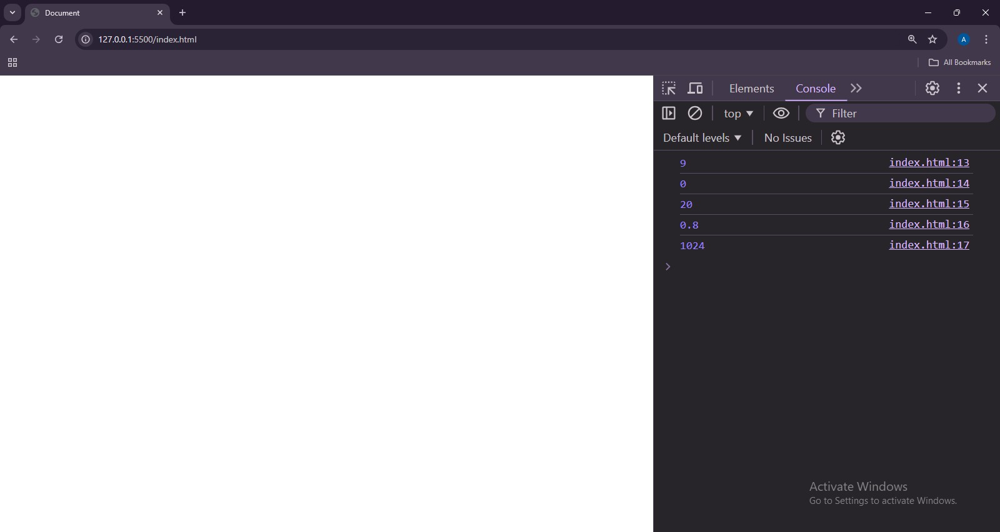 Document
127.0.0.1:5500/index.html
A
All Bookmarks
Elements Console
top Filter
Default levels No Issues
9 index.html:13
0 index.html:14
20 index.html:15
0.8 index.html:16
1024 index.html:17
Activate Windows
Go to Settings to activate Windows.